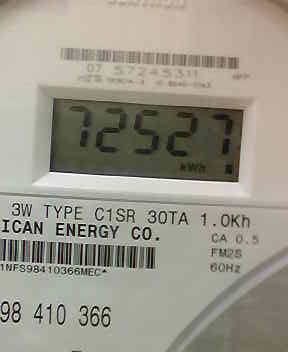 07 57245311
72527
kWh
3W TYPE C1SR 30TA 1.0Kh
ICAN ENERGY CO.
CA 0.5
FM2S
60Hz
1NFS98410366MEC*
98 410 366